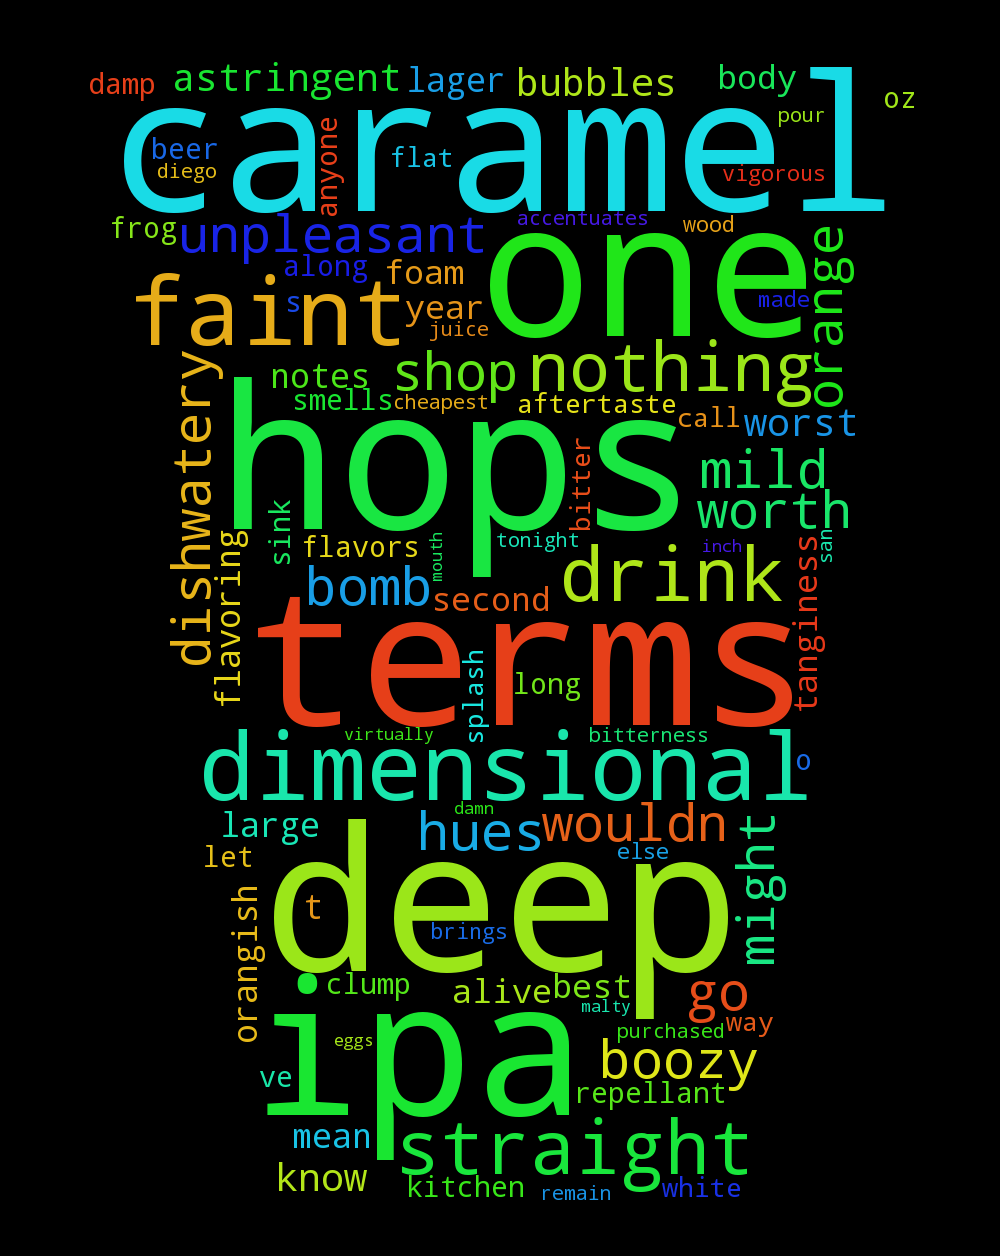 damp
astringent
lager
bubbles
body
oz
caramel
pour
beer
diego
anyone
flat
vigorous
frog
unpleasant
accentuates
wood
one
orange
along
foam
faint
s
year
juice
made
nothing
shop
notes
smells
cheapest
aftertaste
call
worst
dishwatery
hops
bitter
mild
worth
sink
flavors
mouth
tonight
inch
san
flavoring
bomb
second
drink
tanginess
terms
splash
long
virtually
bitterness
dimensional
o
damn
large
hues
wouldn
might
let
else
deep
t
orangish
brings
clump
alive
best
go
malty
way
ipa
eggs
purchased
boozy
ve
repellant
mean
straight
know
kitchen
remain
white